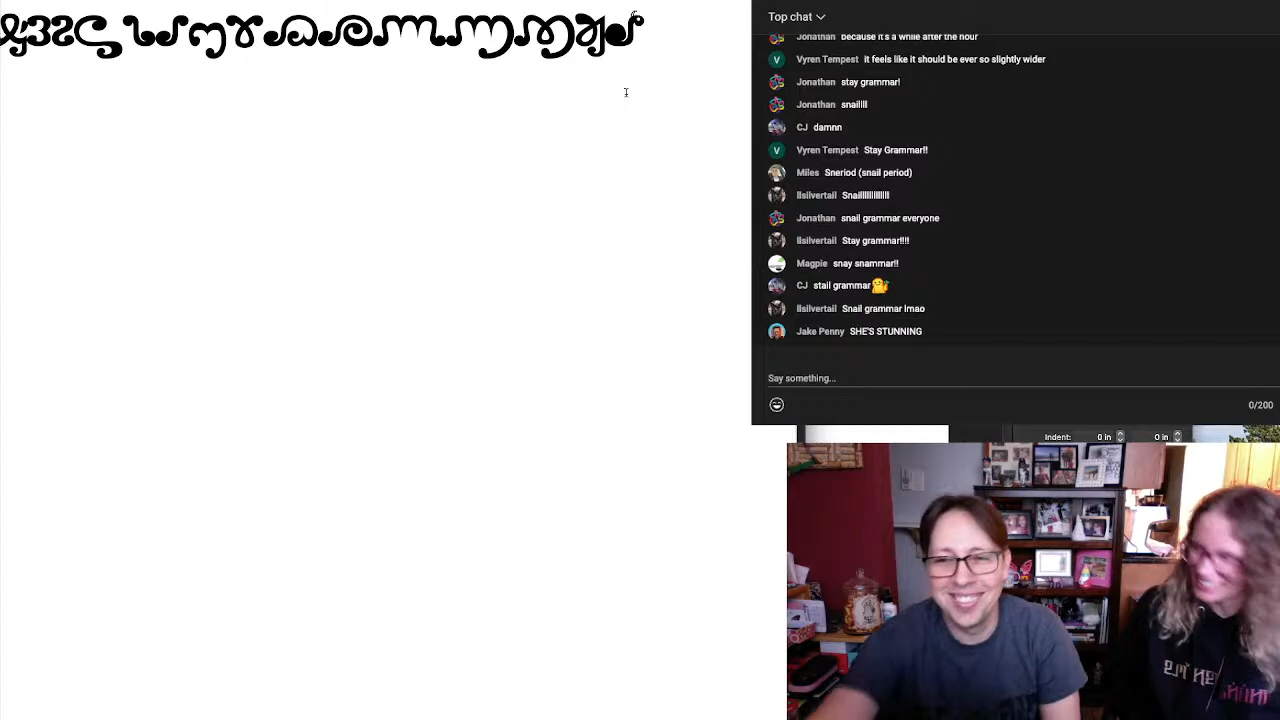 Top chat
Jonathan because it's a while after the hour
V Vyren Tempest it feels like it should be ever so slightly wider
Jonathan stay grammar!
Jonathan snailllll
CJ damnn
V Vyren Tempest Stay Grammar!!
Miles Sneriod (snail period)
llsilvertail Snailllllllllllll
Jonathan snail grammar everyone
llsilvertail Stay grammar!!!!
Magpie snay snammar!!
CJ stail grammar
llsilvertail Snail grammar lmao
Jake Penny SHE'S STUNNING
Say something...
0/200
Indent: 0 in 0 in